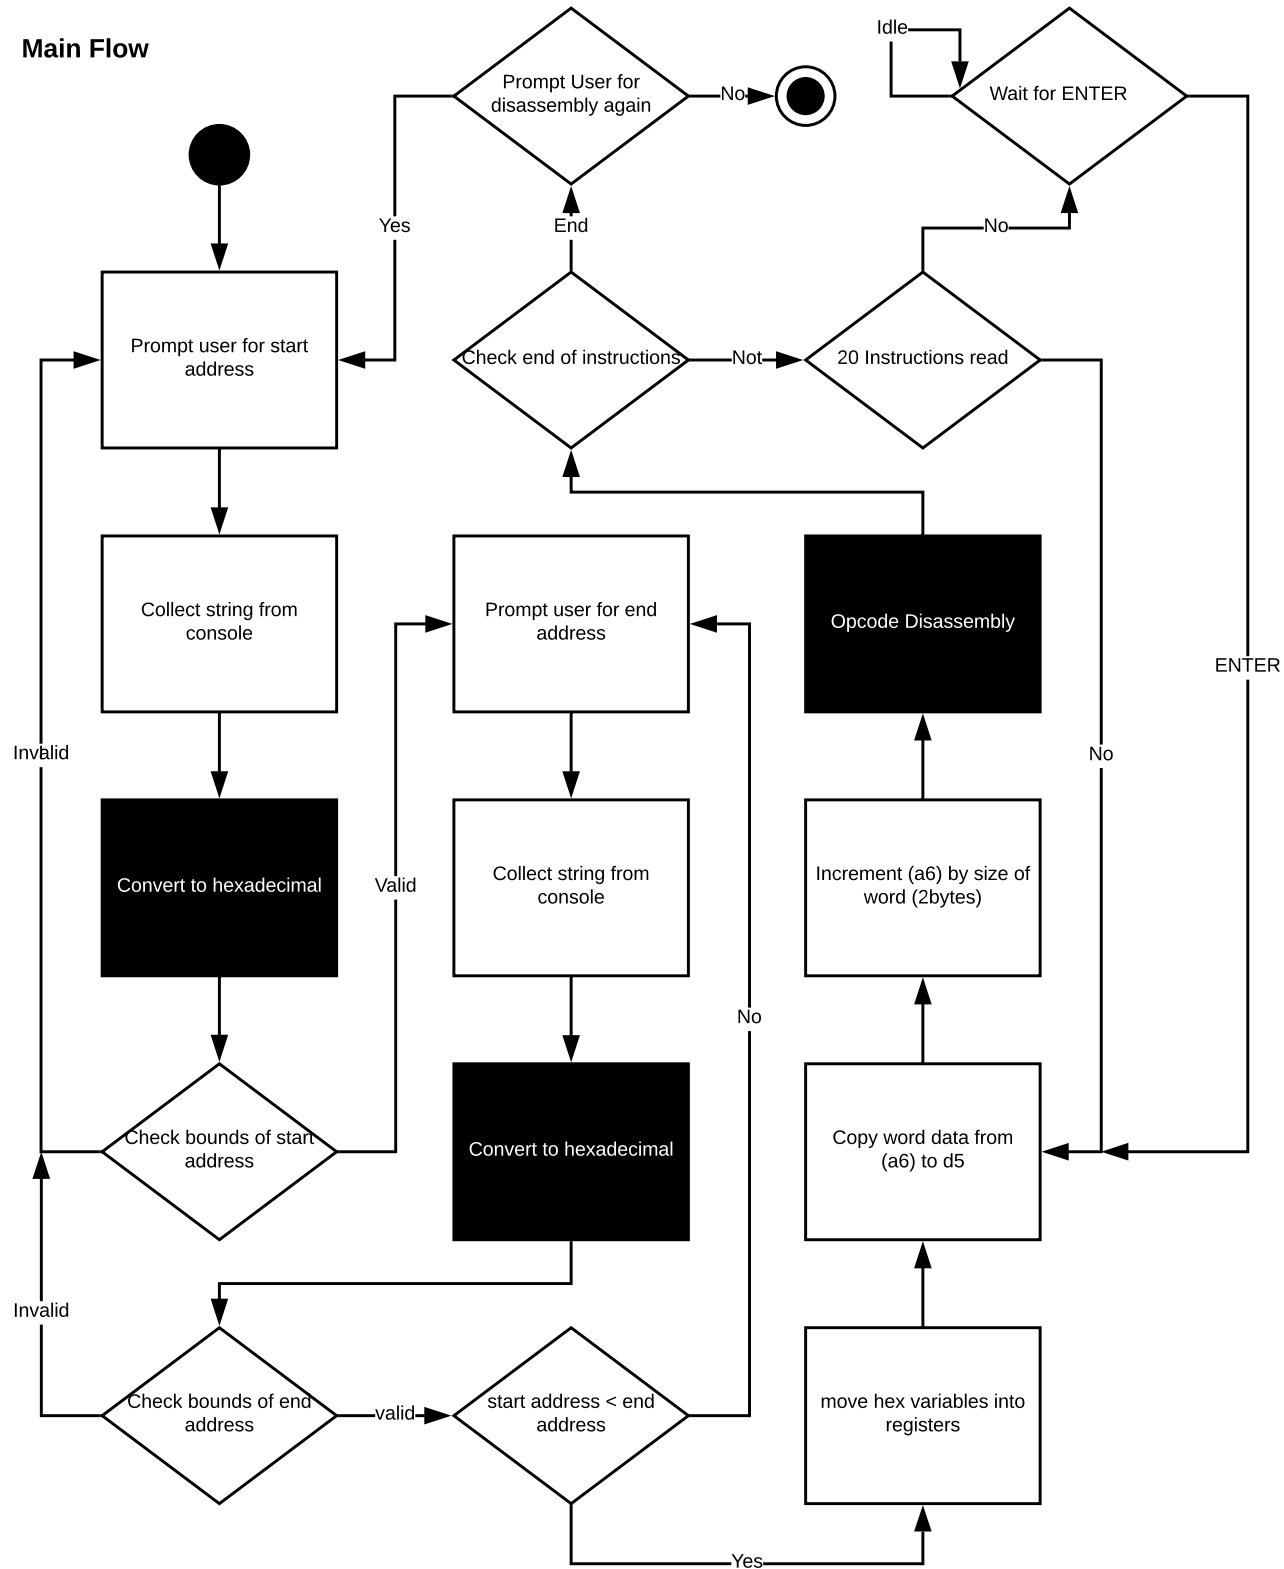 Main Flow
Prompt User for
disassembly again
No
Idle
Wait for ENTER
Yes
End
No
Prompt user for start
address
Check end of instructions
Not
20 Instructions read
Collect string from
console
Prompt user for end
address
Opcode Disassembly
ENTER
Invalid
No
Convert to hexadecimal
Valid
Collect string from
console
Increment (a6) by size of
word (2bytes)
No
Check bounds of start
address
Convert to hexadecimal
Copy word data from
(a6) to d5
Invalid
Check bounds of end
address
valid
start address < end
address
move hex variables into
registers
Yes